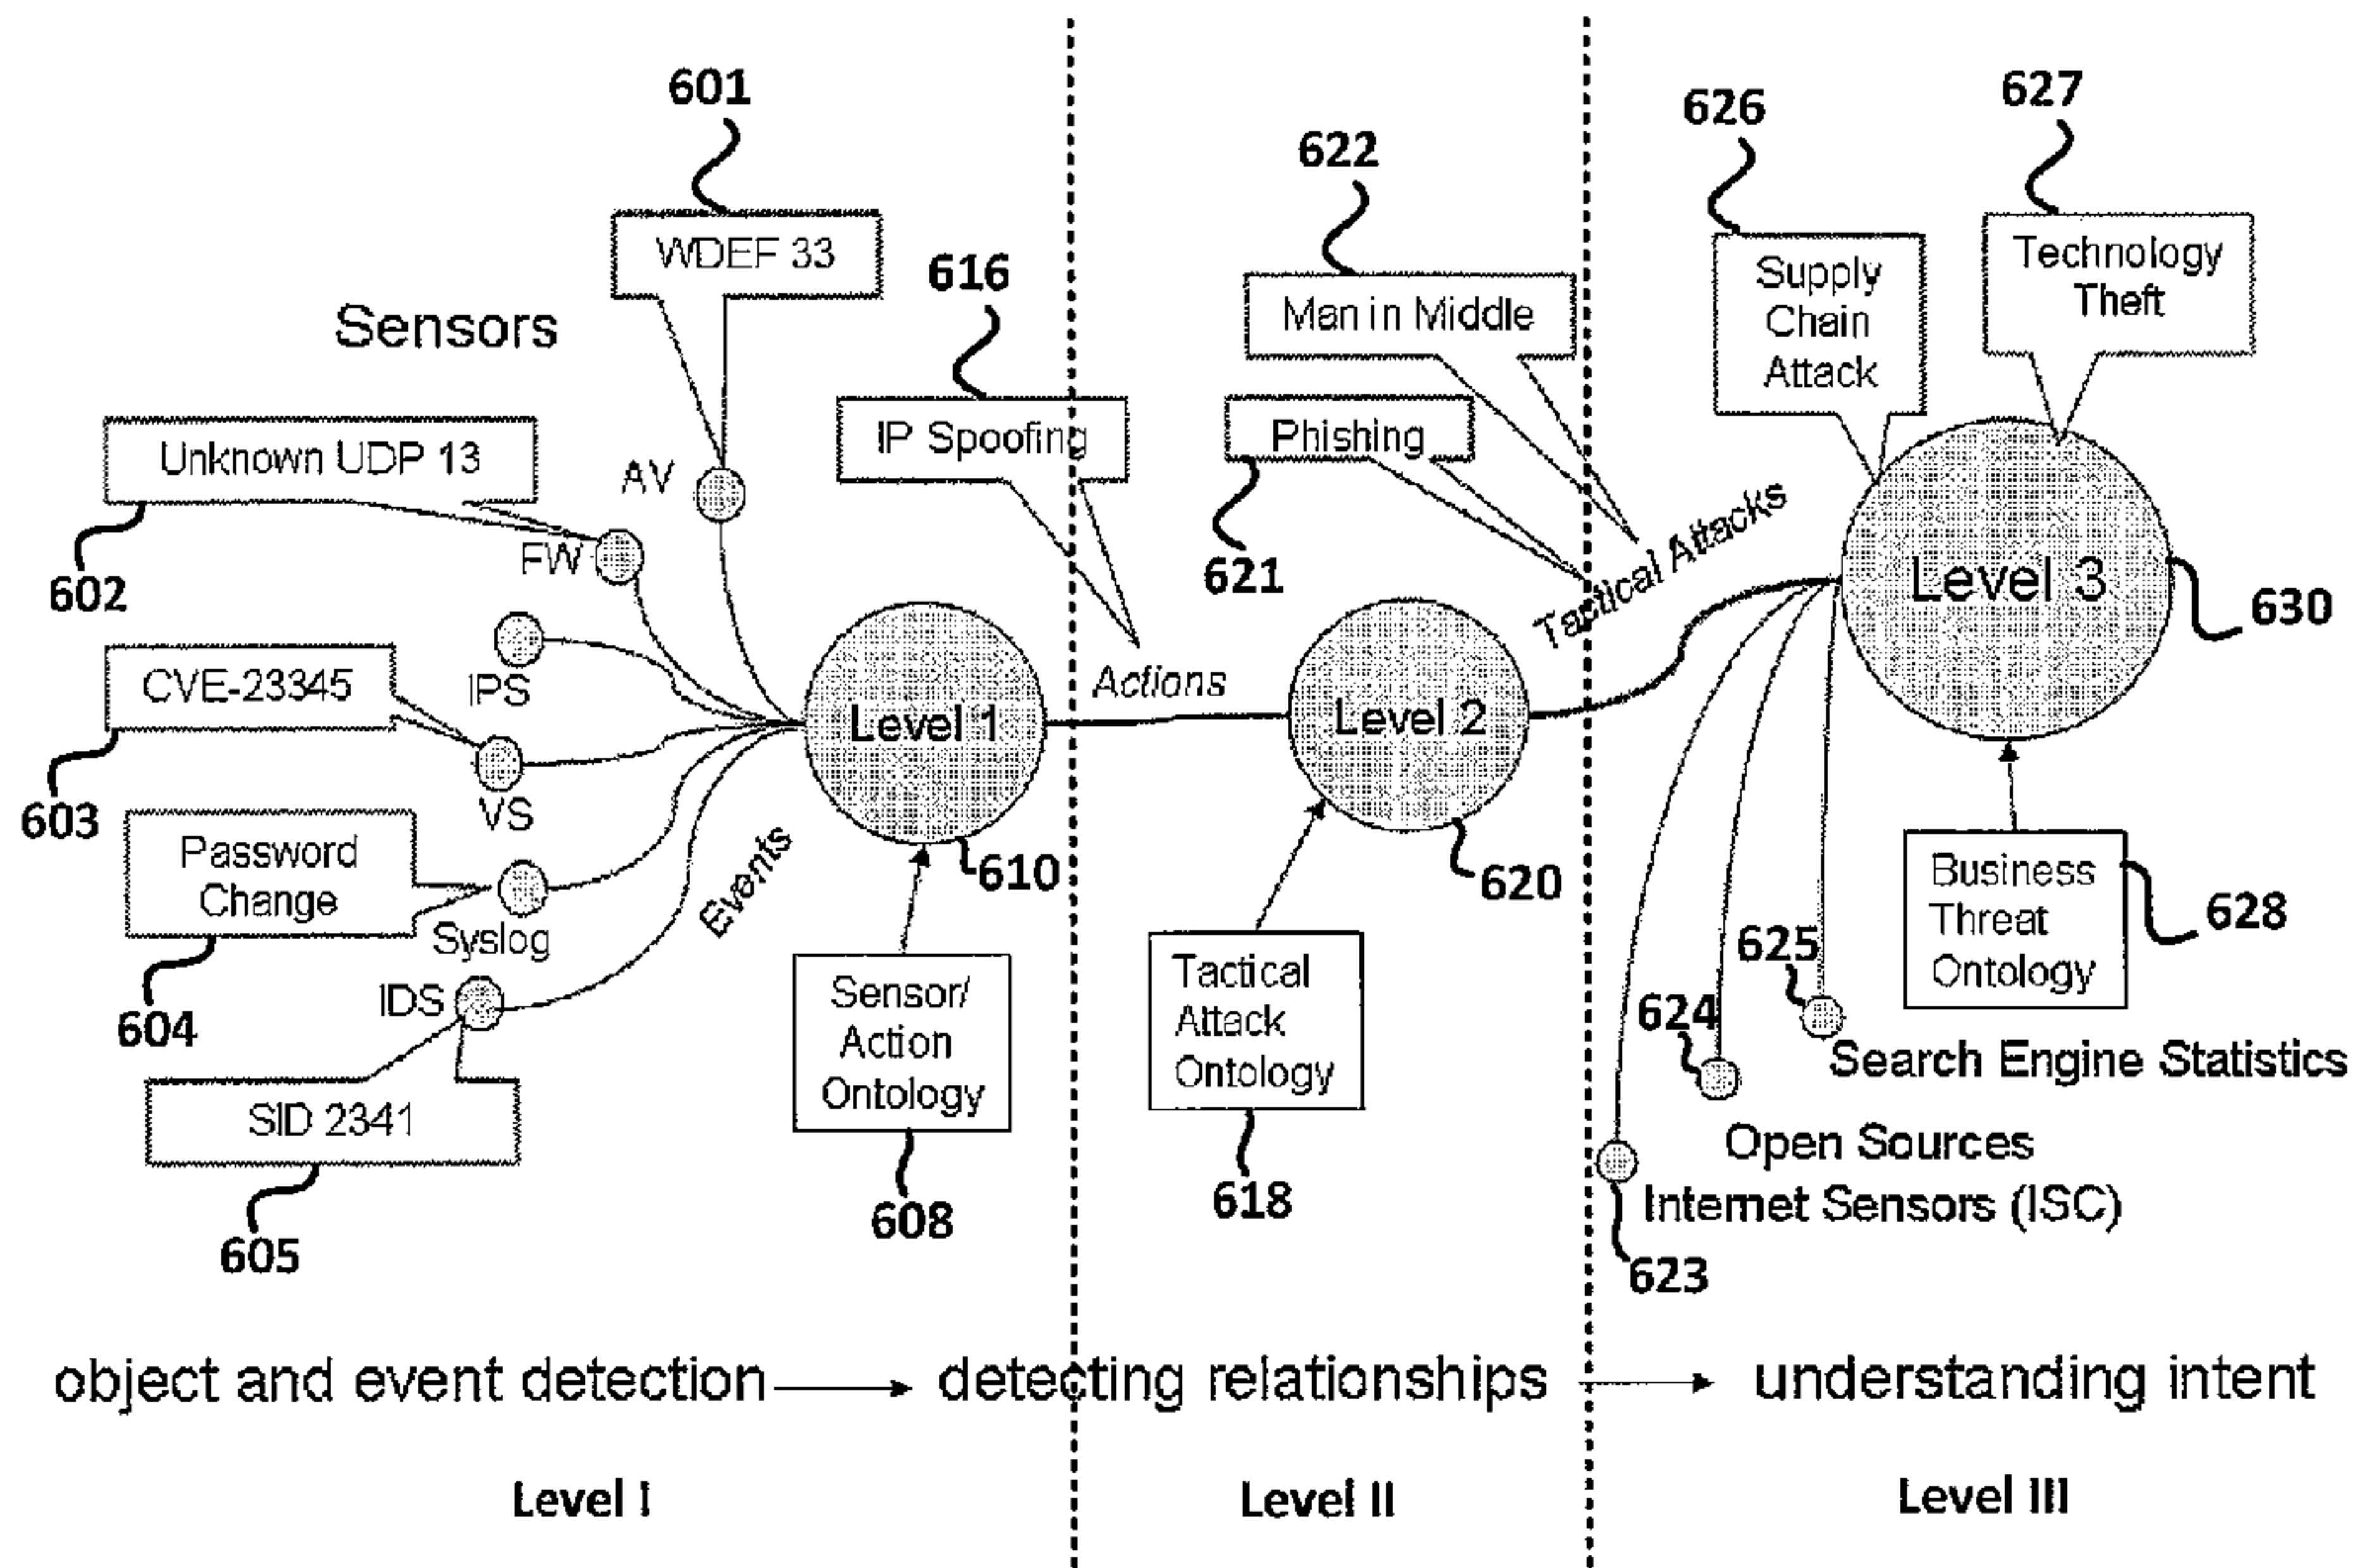 601
WDEF 33
Sensors
616
IP Spoofing
Unknown UDP 13
602
AV
FW
IPS
CVE-23345
603
VS
Password
Change
604
Syslog
IDS
SID 2341
605
Events
Level 1
610
Sensor/
Action
Ontology
608
Actions
622
Man in Middle
Phishing
621
Level 2
620
Tactical
Attack
Ontology
618
Tactical Attacks
626
Supply
Chain
Attack
627
Technology
Theft
Level 3
630
Business
Threat
Ontology
628
625
Search Engine Statistics
624
Open Sources
Internet Sensors (ISC)
623
object and event detection detecting relationships understanding intent
Level I Level II Level III